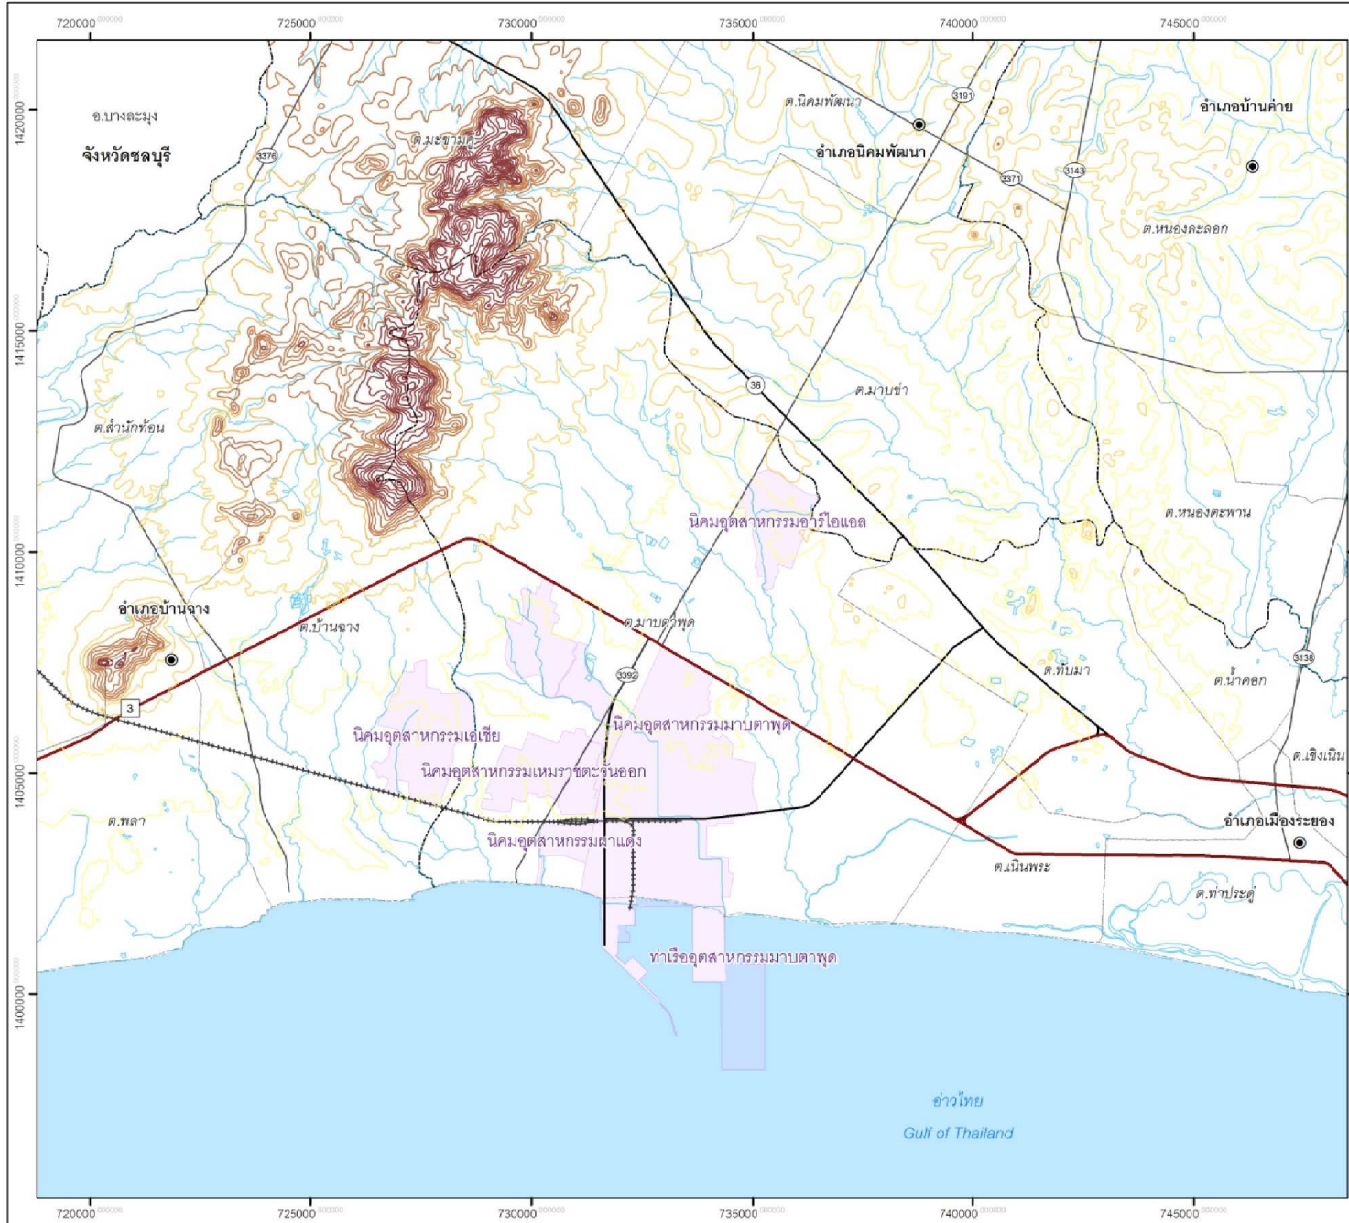 720000 725000 730000 735000 740000 745000
1420000
1415000
1410000
1405000
1400000
อ.บางละมุง
จังหวัดชลบุรี
3376
ต.มะขามคู่
ต.นิคมพัฒนา
3191
อำเภอบ้านค่าย
อำเภอนิคมพัฒนา
3371
3143
ต.หนองละลอก
36
ต.มาบข่า
ต.สำนักท้อน
ต.หนองตะพาน
นิคมอุตสาหกรรมอาร์ไอแอล
อำเภอบ้านฉาง
ต.บ้านฉาง
ต.มาบตาพุด
3392
ต.ทับมา
3138
ต.น้ำคอก
3
นิคมอุตสาหกรรมมาบตาพุด
นิคมอุตสาหกรรมเอเชีย
ต.เชิงเนิน
นิคมอุตสาหกรรมเหมราชตะวันออก
ต.พลา
อำเภอเมืองระยอง
นิคมอุตสาหกรรมผาแดง
ต.เนินพระ
ต.ท่าประดู่
ท่าเรืออุตสาหกรรมมาบตาพุด
อ่าวไทย
Gulf of Thailand
720000 725000 730000 735000 740000 745000